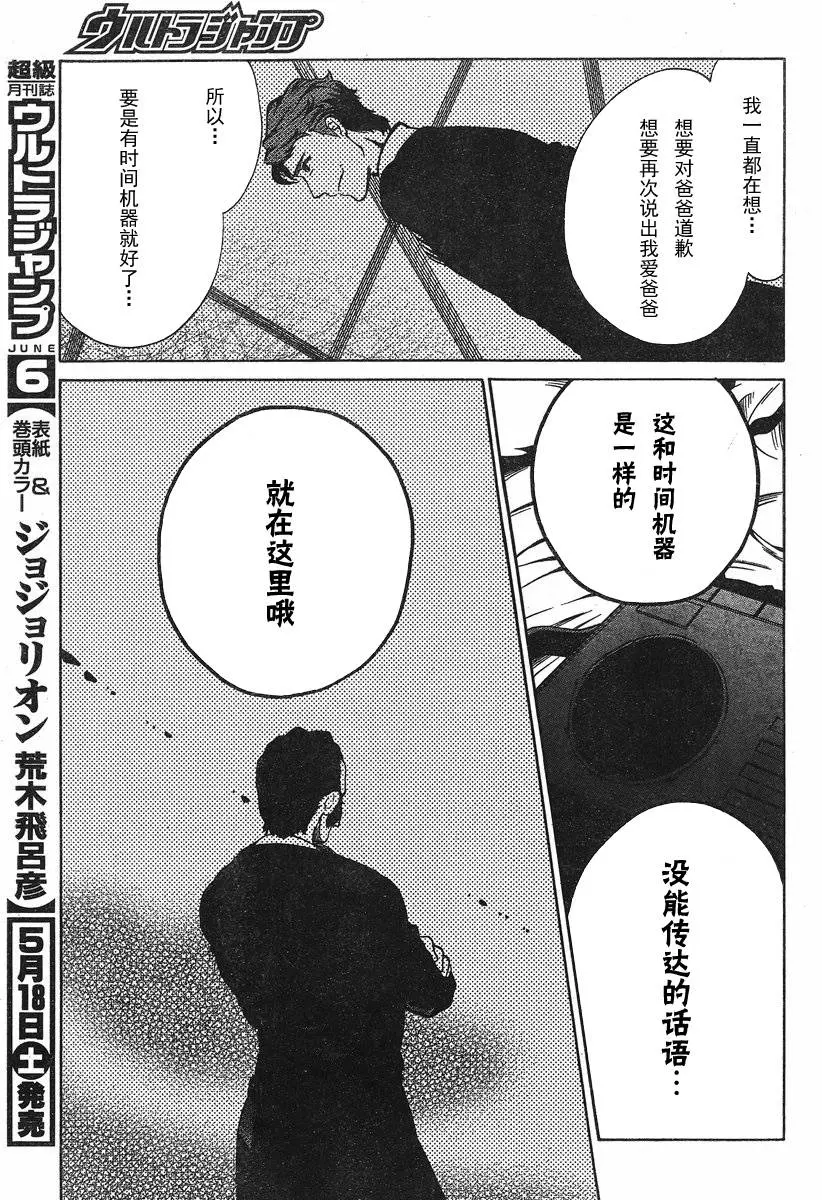 ウルトラジャンプ
我一直都在想…
想要对爸爸道歉
想要再次说出我爱爸爸
所以…
要是有时间机器就好了…
这和时间机器
是一样的
没能传达的话语…
就在这里哦
超級
月刊誌
ウルトラジャンプ
JUNE
6
表紙
&
巻頭カラー
ジョジョリオン
荒木飛呂彦
5月18日土発売